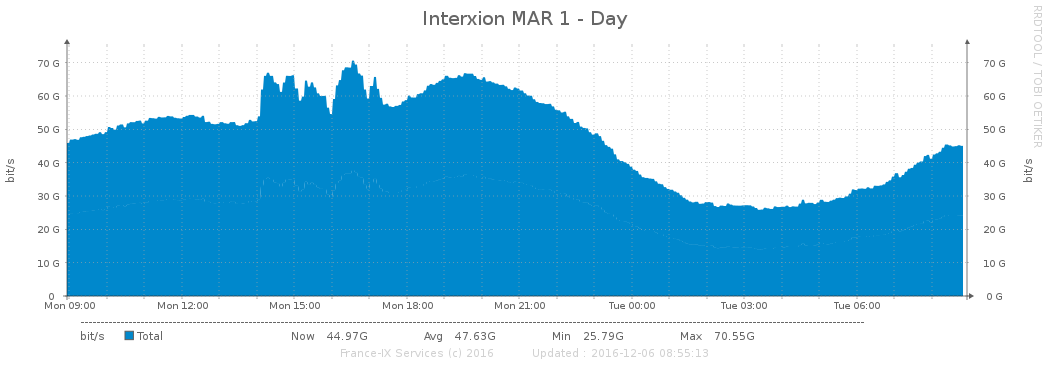 Interxion MAR 1 - Day
RRDTOOL / TOBI OETIKER
bit/s
bit/s
70 G 70 G
60 G 60 G
50 G 50 G
40 G 40 G
30 G 30 G
20 G 20 G
10 G 10 G
0 0 G
Mon 09:00 Mon 12:00 Mon 15:00 Mon 18:00 Mon 21:00 Tue 00:00 Tue 03:00 Tue 06:00
bit/s Total Now 44.97G Avg 47.63G Min 25.79G Max 70.55G
France-IX Services (c) 2016 Updated : 2016-12-06 08:55:13